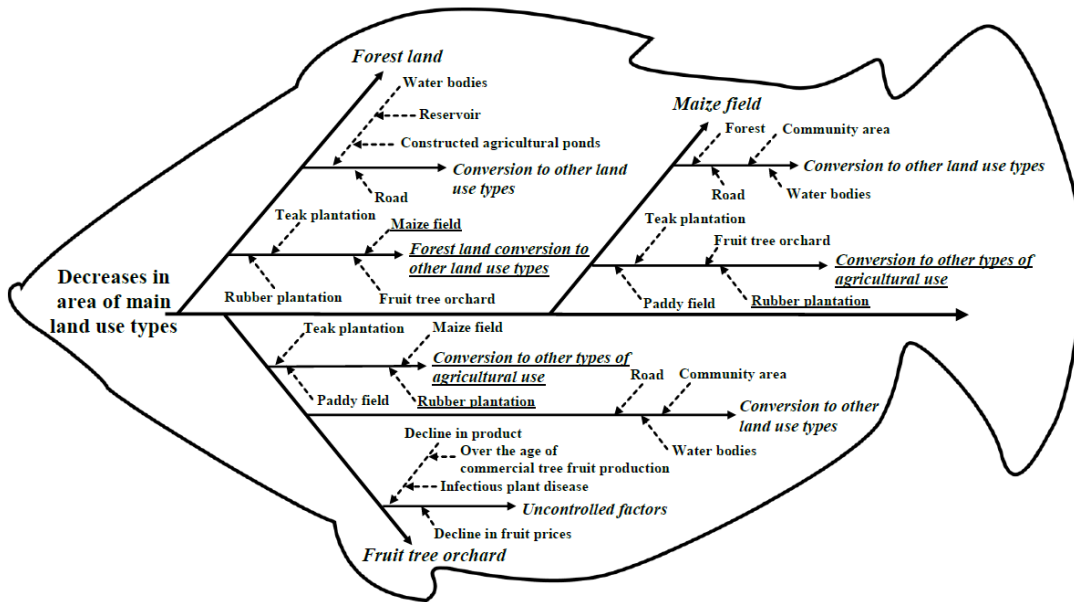 Forest land
Water bodies
Reservoir
Constructed agricultural ponds
Conversion to other land
use types
Road
Teak plantation
Maize field
Forest land conversion to
other land use types
Rubber plantation
Fruit tree orchard
Maize field
Forest
Community area
Conversion to other land use types
Road
Water bodies
Teak plantation
Fruit tree orchard
Conversion to other types of
agricultural use
Paddy field
Rubber plantation
Decreases in
area of main
land use types
Teak plantation
Maize field
Conversion to other types of
agricultural use
Paddy field
Rubber plantation
Road
Community area
Conversion to other
land use types
Water bodies
Decline in product
Over the age of
commercial tree fruit production
Infectious plant disease
Uncontrolled factors
Decline in fruit prices
Fruit tree orchard